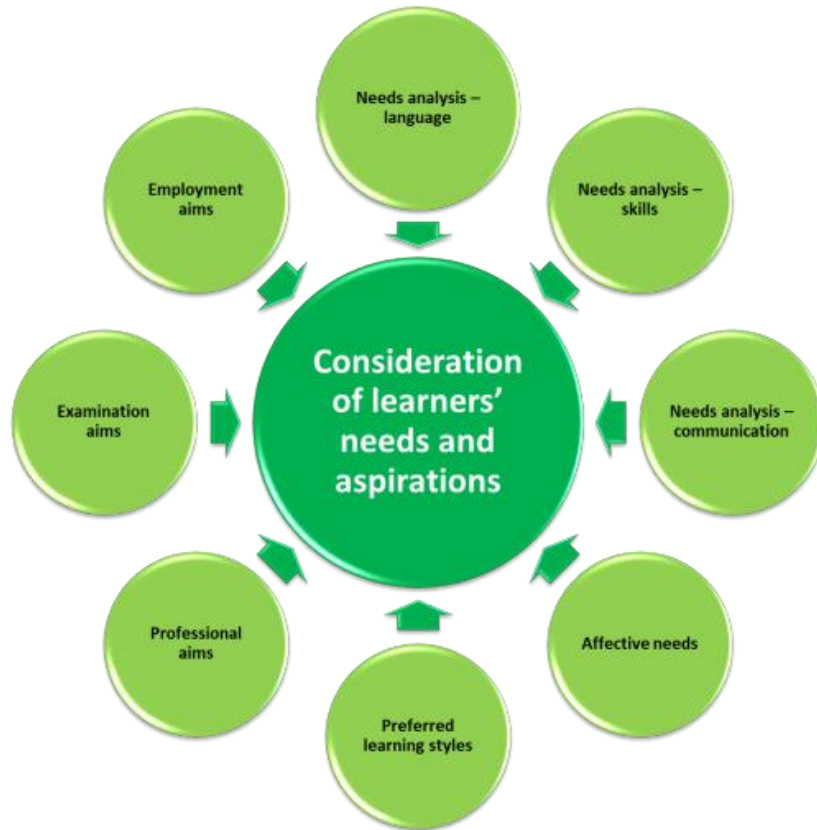 Needs analysis –
language
Needs analysis –
skills
Needs analysis –
communication
Affective needs
Preferred
learning styles
Professional
aims
Examination
aims
Employment
aims
Consideration
of learners’
needs and
aspirations